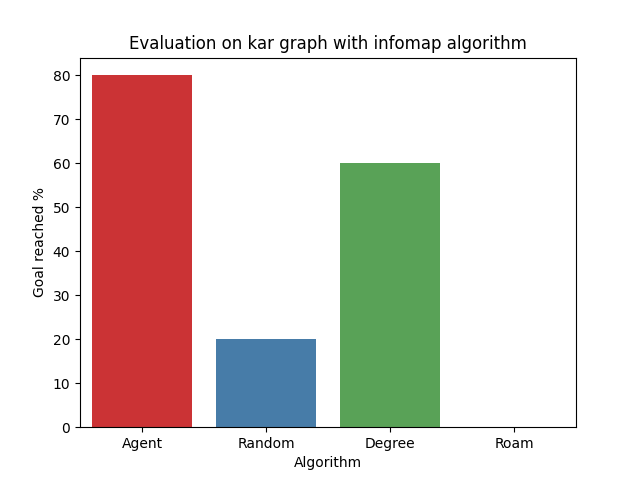 Evaluation on kar graph with infomap algorithm
Goal reached %
80
70
60
50
40
30
20
10
0
Agent Random Degree Roam
Algorithm